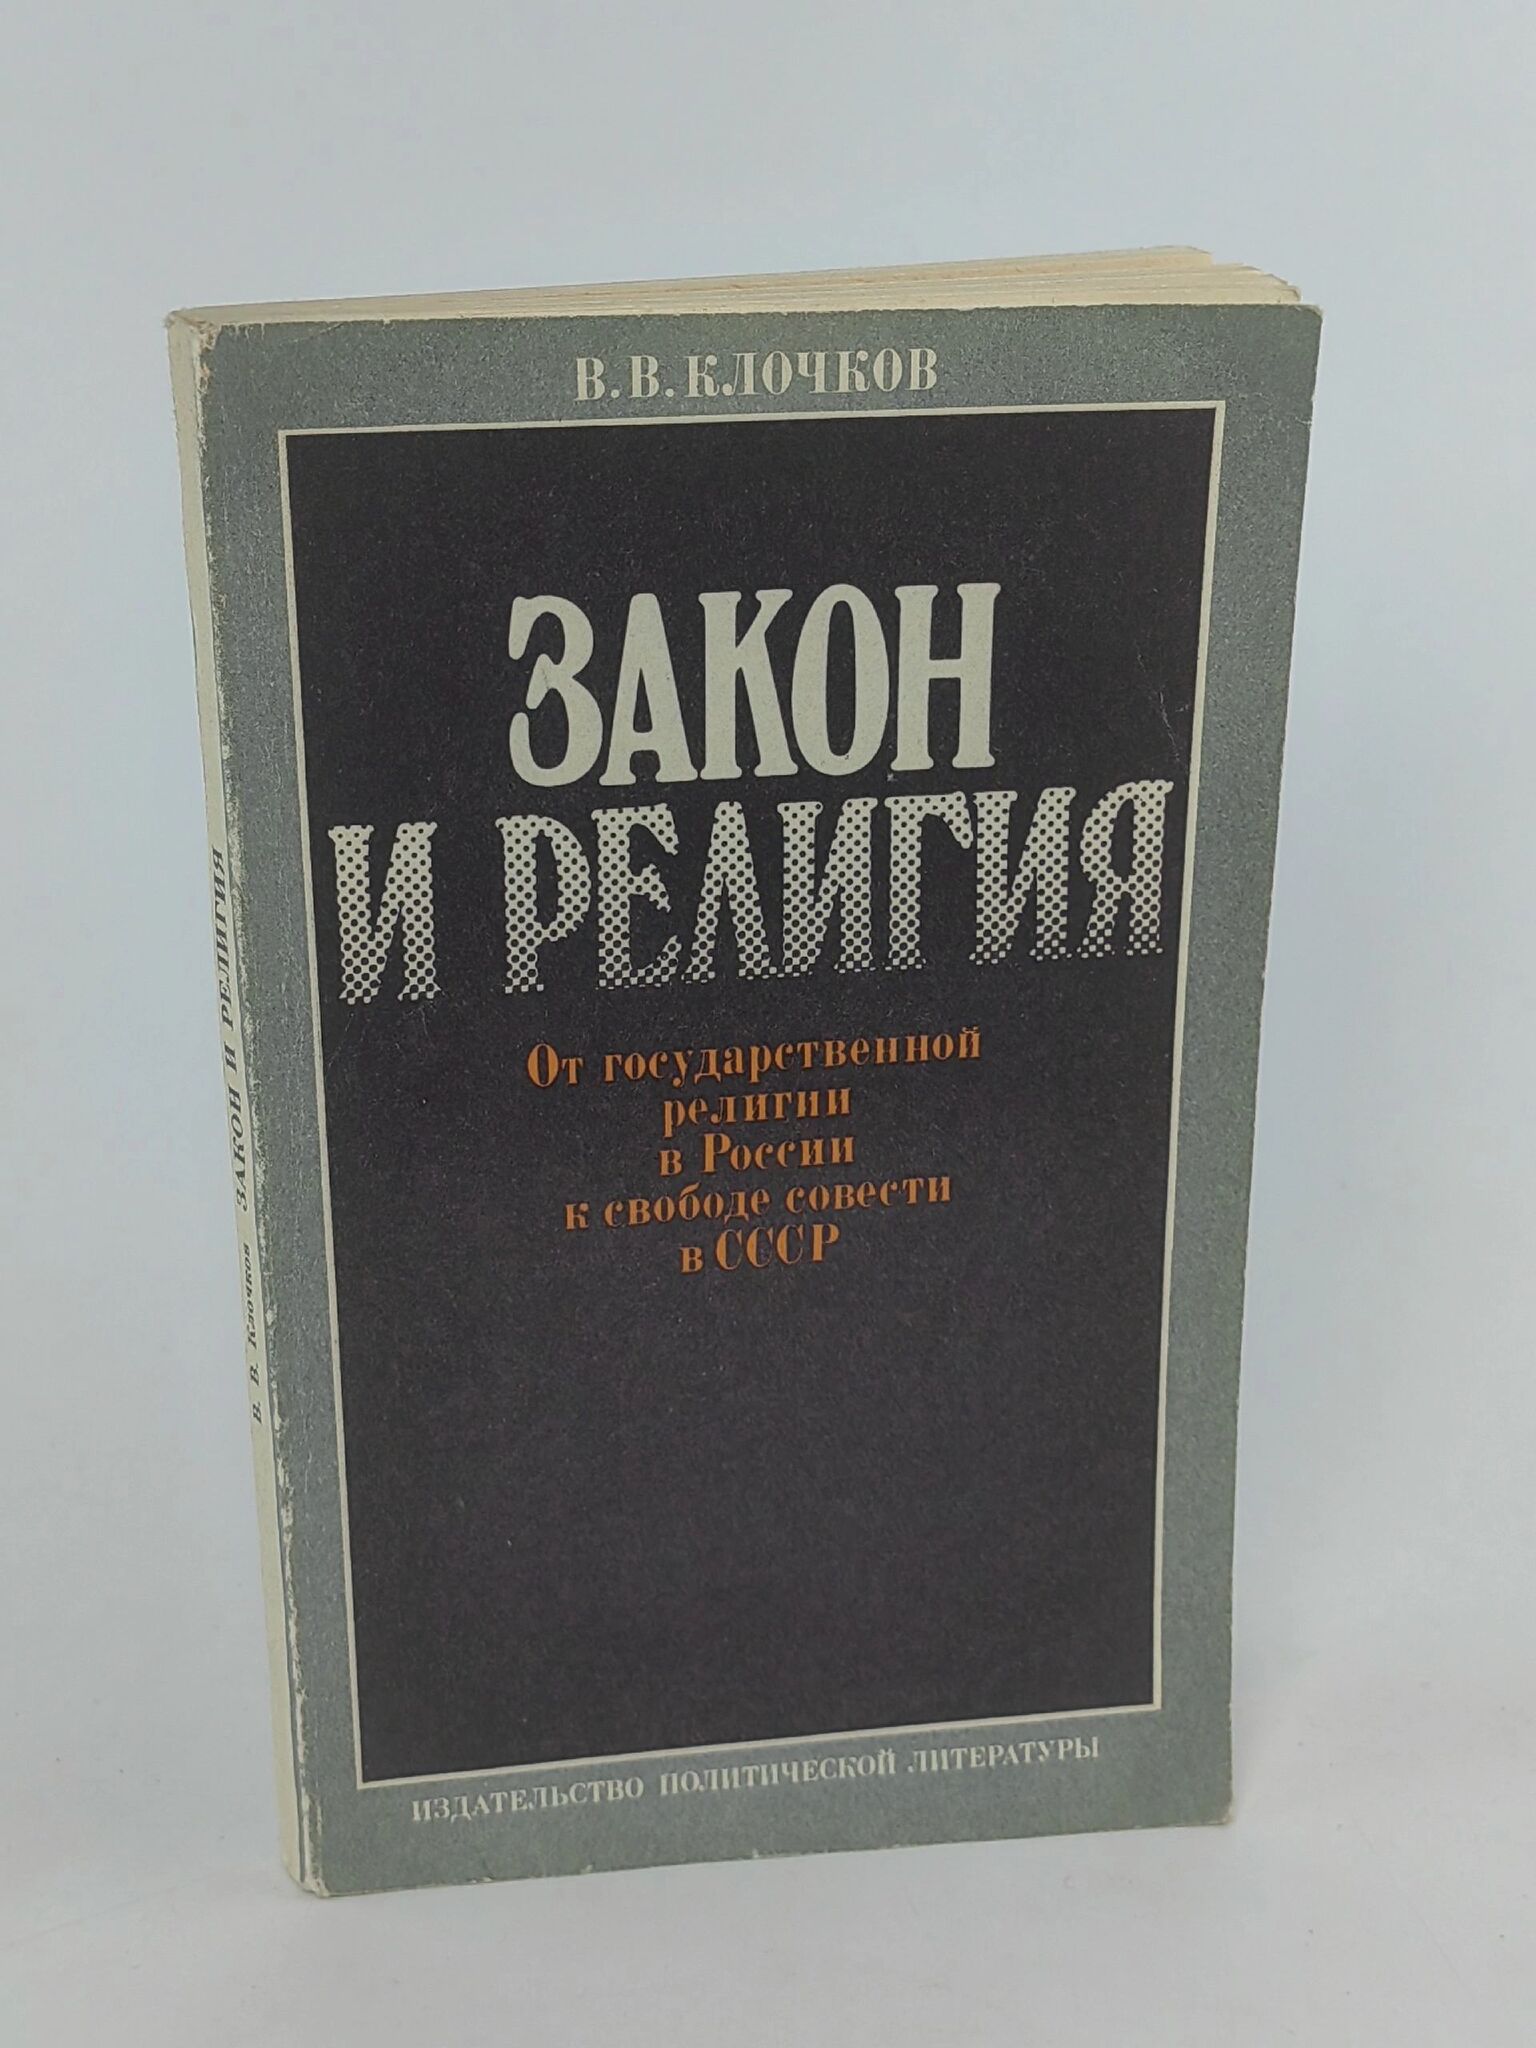 В. В. КЛОЧКОВ
ЗАКОН
И РЕЛИГИЯ
От государственной
религии
в России
к свободе совести
в СССР
ИЗДАТЕЛЬСТВО ПОЛИТИЧЕСКОЙ ЛИТЕРАТУРЫ
В. В. Клочков ЗАКОН И РЕЛИГИЯ